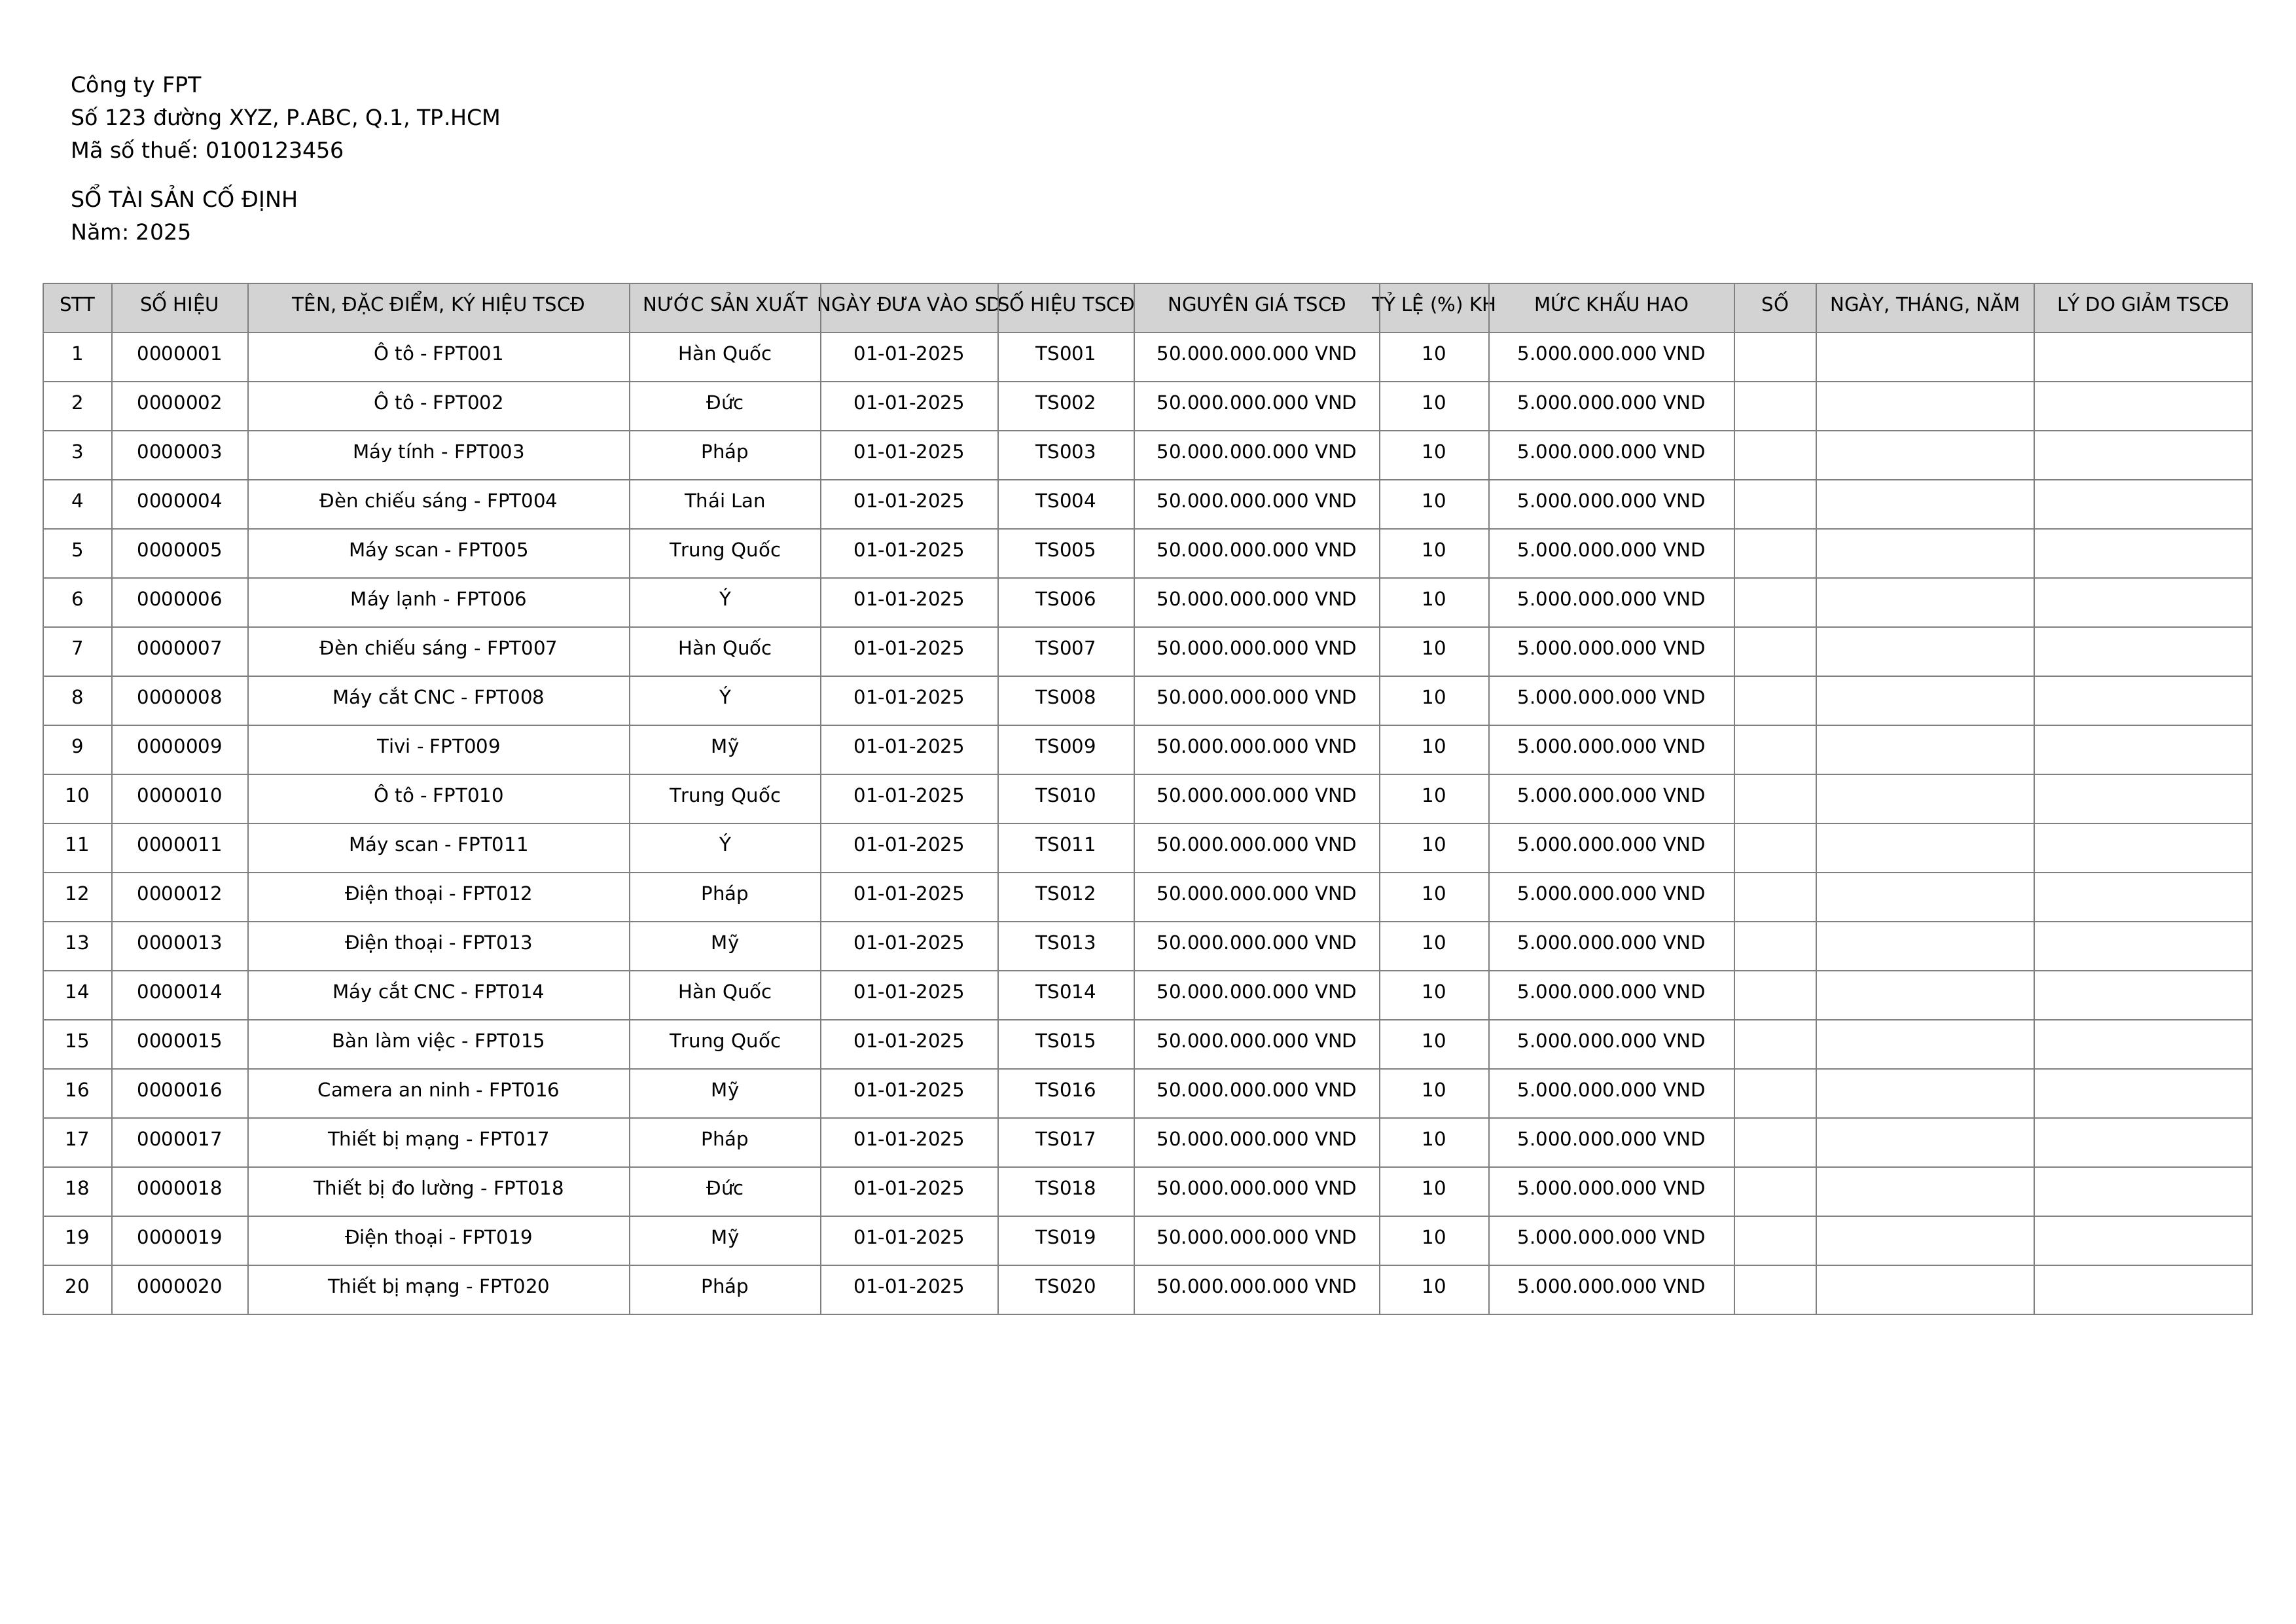 Công ty FPT
Số 123 đường XYZ, P.ABC, Q.1, TP.HCM
Mã số thuế: 0100123456
SỔ TÀI SẢN CỐ ĐỊNH
Năm: 2025
STT SỐ HIỆU TÊN, ĐẶC ĐIỂM, KÝ HIỆU TSCĐ NƯỚC SẢN XUẤT NGÀY ĐƯA VÀO SD SỐ HIỆU TSCĐ NGUYÊN GIÁ TSCĐ TỶ LỆ (%) KH MỨC KHẤU HAO SỐ NGÀY, THÁNG, NĂM LÝ DO GIẢM TSCĐ
1 0000001 Ô tô - FPT001 Hàn Quốc 01-01-2025 TS001 50.000.000.000 VND 10 5.000.000.000 VND
2 0000002 Ô tô - FPT002 Đức 01-01-2025 TS002 50.000.000.000 VND 10 5.000.000.000 VND
3 0000003 Máy tính - FPT003 Pháp 01-01-2025 TS003 50.000.000.000 VND 10 5.000.000.000 VND
4 0000004 Đèn chiếu sáng - FPT004 Thái Lan 01-01-2025 TS004 50.000.000.000 VND 10 5.000.000.000 VND
5 0000005 Máy scan - FPT005 Trung Quốc 01-01-2025 TS005 50.000.000.000 VND 10 5.000.000.000 VND
6 0000006 Máy lạnh - FPT006 Ý 01-01-2025 TS006 50.000.000.000 VND 10 5.000.000.000 VND
7 0000007 Đèn chiếu sáng - FPT007 Hàn Quốc 01-01-2025 TS007 50.000.000.000 VND 10 5.000.000.000 VND
8 0000008 Máy cắt CNC - FPT008 Ý 01-01-2025 TS008 50.000.000.000 VND 10 5.000.000.000 VND
9 0000009 Tivi - FPT009 Mỹ 01-01-2025 TS009 50.000.000.000 VND 10 5.000.000.000 VND
10 0000010 Ô tô - FPT010 Trung Quốc 01-01-2025 TS010 50.000.000.000 VND 10 5.000.000.000 VND
11 0000011 Máy scan - FPT011 Ý 01-01-2025 TS011 50.000.000.000 VND 10 5.000.000.000 VND
12 0000012 Điện thoại - FPT012 Pháp 01-01-2025 TS012 50.000.000.000 VND 10 5.000.000.000 VND
13 0000013 Điện thoại - FPT013 Mỹ 01-01-2025 TS013 50.000.000.000 VND 10 5.000.000.000 VND
14 0000014 Máy cắt CNC - FPT014 Hàn Quốc 01-01-2025 TS014 50.000.000.000 VND 10 5.000.000.000 VND
15 0000015 Bàn làm việc - FPT015 Trung Quốc 01-01-2025 TS015 50.000.000.000 VND 10 5.000.000.000 VND
16 0000016 Camera an ninh - FPT016 Mỹ 01-01-2025 TS016 50.000.000.000 VND 10 5.000.000.000 VND
17 0000017 Thiết bị mạng - FPT017 Pháp 01-01-2025 TS017 50.000.000.000 VND 10 5.000.000.000 VND
18 0000018 Thiết bị đo lường - FPT018 Đức 01-01-2025 TS018 50.000.000.000 VND 10 5.000.000.000 VND
19 0000019 Điện thoại - FPT019 Mỹ 01-01-2025 TS019 50.000.000.000 VND 10 5.000.000.000 VND
20 0000020 Thiết bị mạng - FPT020 Pháp 01-01-2025 TS020 50.000.000.000 VND 10 5.000.000.000 VND